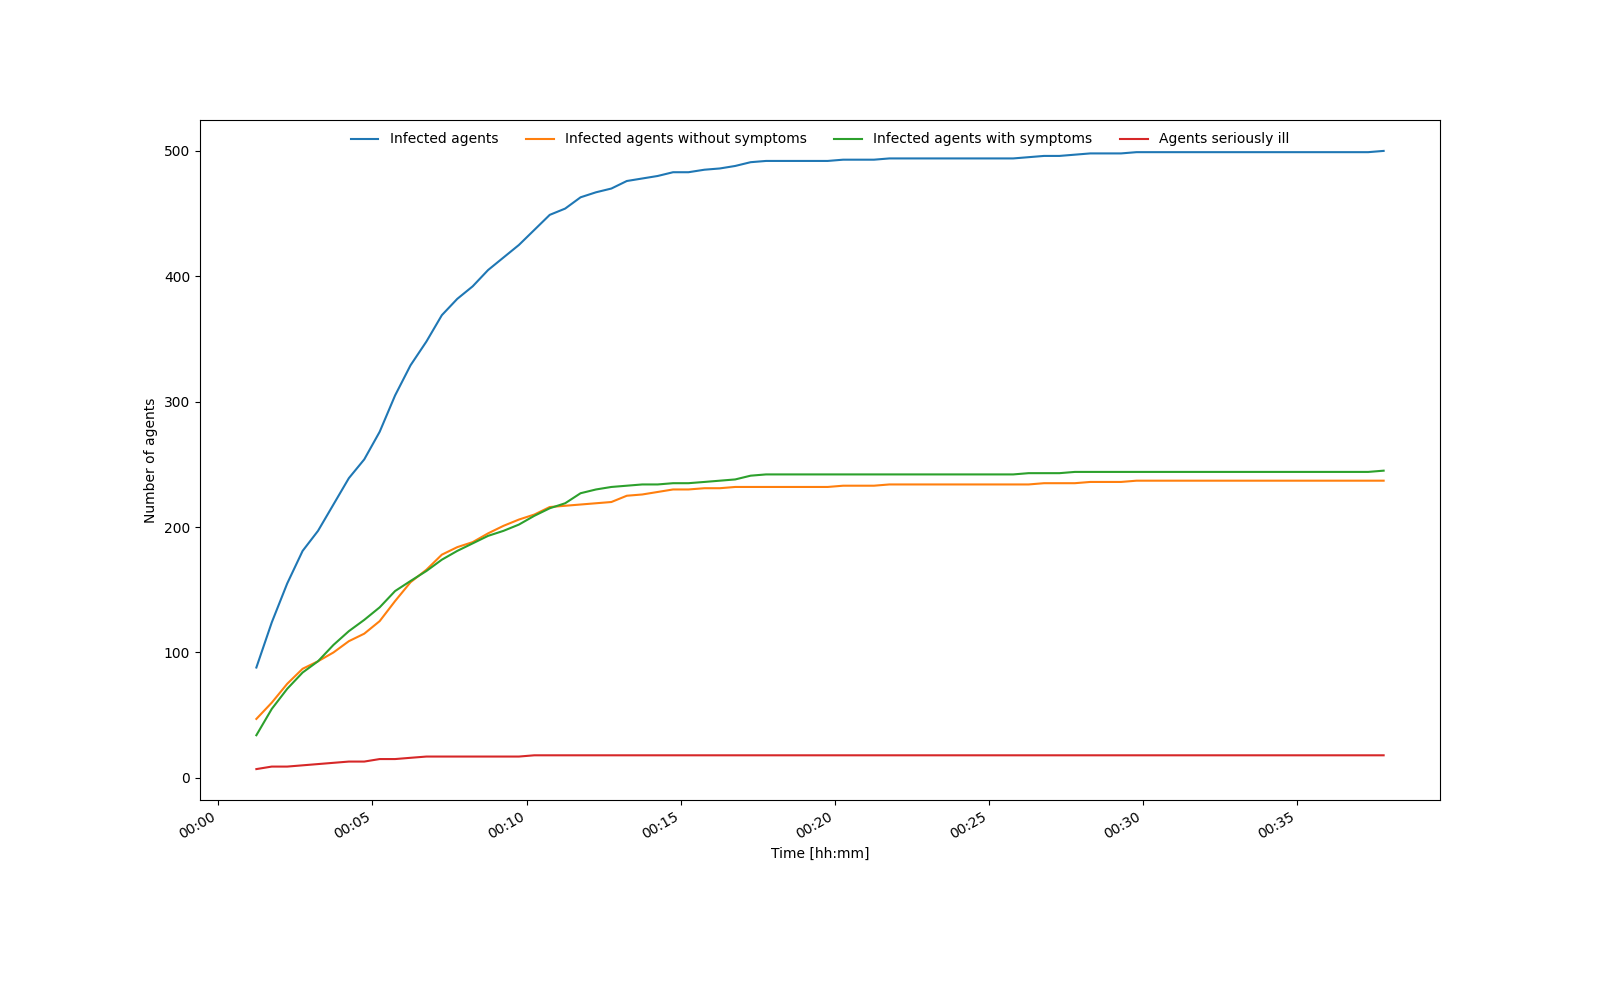 Infected agents Infected agents without symptoms Infected agents with symptoms Agents seriously ill
500
400
300
200
100
0
Number of agents
00:00 00:05 00:10 00:15 00:20 00:25 00:30 00:35
Time [hh:mm]